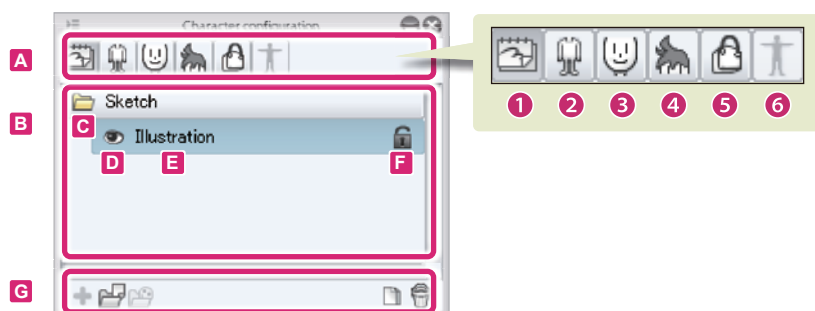 Character configuration
A
1 2 3 4 5 6
B
Sketch
C
Illustration
D E F
G